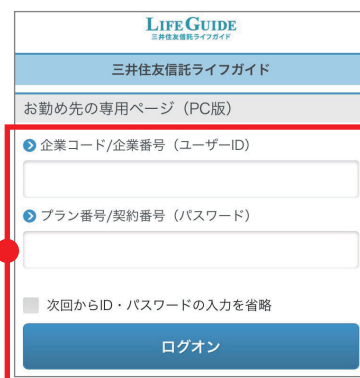 LIFE GUIDE
三井住友信託ライフガイド
三井住友信託ライフガイド
お勤め先の専用ページ（PC版）
企業コード/企業番号（ユーザーID）
プラン番号/契約番号（パスワード）
次回からID・パスワードの入力を省略
ログオン